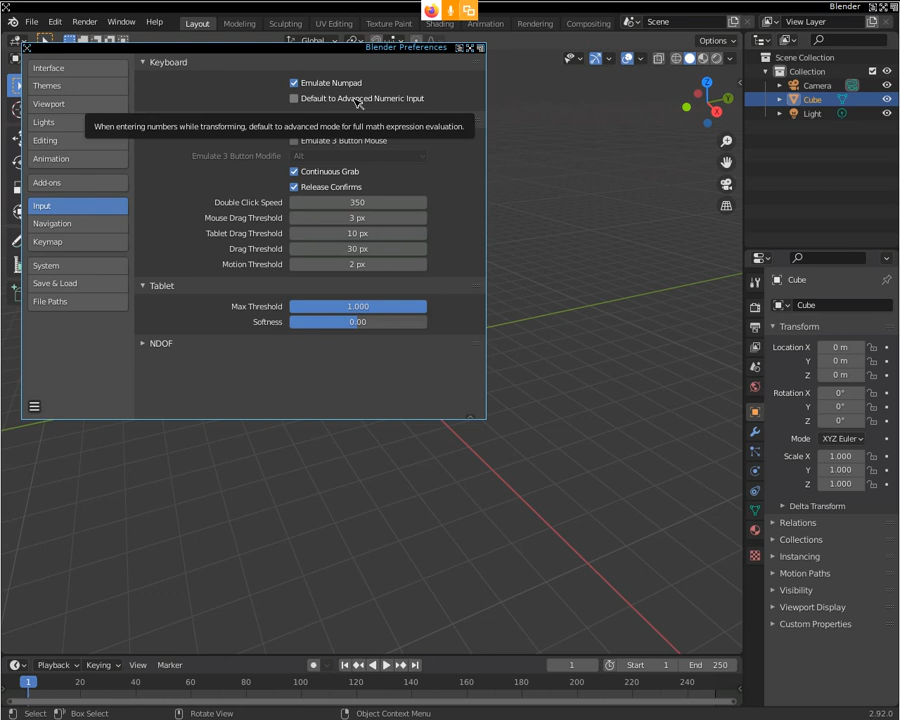 Blender
File Edit Render Window Help
Layout Modeling Sculpting UV Editing Texture Paint Shading Animation Rendering Compositing
Scene
View Layer
Global
Options
Blender Preferences
Interface
Themes
Viewport
Lights
Editing
Animation
Add-ons
Input
Navigation
Keymap
System
Save & Load
File Paths
Keyboard
Emulate Numpad
Default to Advanced Numeric Input
When entering numbers while transforming, default to advanced mode for full math expression evaluation.
Emulate 3 Button Mouse
Emulate 3 Button Modifie Alt
Continuous Grab
Release Confirms
Double Click Speed 350
Mouse Drag Threshold 3 px
Tablet Drag Threshold 10 px
Drag Threshold 30 px
Motion Threshold 2 px
Tablet
Max Threshold 1.000
Softness 0.00
NDOF
Z
Y
X
Scene Collection
Collection
Camera
Cube
Light
Cube
Cube
Transform
Location X 0 m
Y 0 m
Z 0 m
Rotation X 0°
Y 0°
Z 0°
Mode XYZ Euler
Scale X 1.000
Y 1.000
Z 1.000
Delta Transform
Relations
Collections
Instancing
Motion Paths
Visibility
Viewport Display
Custom Properties
Playback Keying View Marker
1 Start 1 End 250
1 20 40 60 80 100 120 140 160 180 200 220 240
Select Box Select Rotate View Object Context Menu 2.92.0